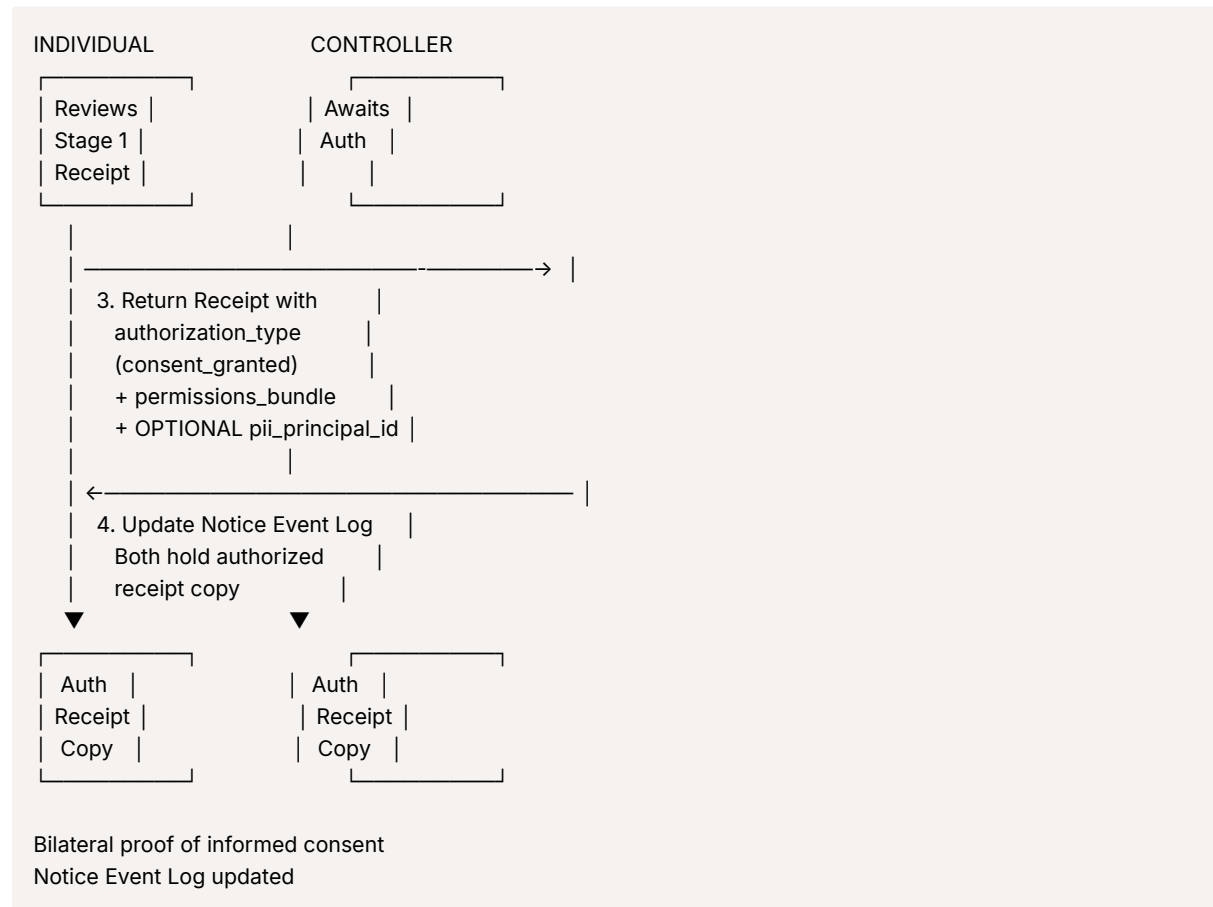 INDIVIDUAL                    CONTROLLER
┌─────────┐                    ┌─────────┐
│ Reviews │                    │ Awaits  │
│ Stage 1 │                    │  Auth   │
│ Receipt │                    │         │
└─────────┘                    └─────────┘
     │                              │
     │ ──────────────────────-───────→  │
     │   3. Return Receipt with         │
     │      authorization_type          │
     │      (consent_granted)           │
     │      + permissions_bundle        │
     │      + OPTIONAL pii_principal_id │
     │                              │
     │ ←─────────────────────────────── │
     │   4. Update Notice Event Log     │
     │      Both hold authorized        │
     │      receipt copy                │
     ▼                              ▼
┌─────────┐                    ┌─────────┐
│  Auth   │                    │  Auth   │
│ Receipt │                    │ Receipt │
│  Copy   │                    │  Copy   │
└─────────┘                    └─────────┘
Bilateral proof of informed consent
Notice Event Log updated